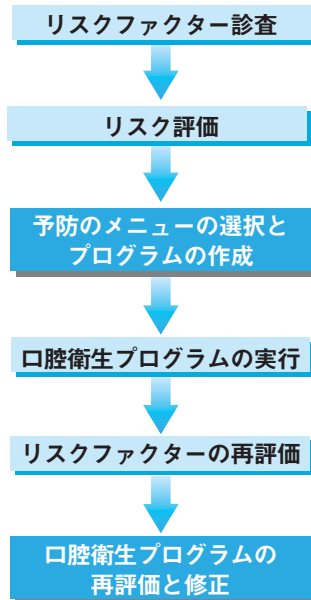 リスクファクター診査
リスク評価
予防のメニューの選択と
プログラムの作成
口腔衛生プログラムの実行
リスクファクターの再評価
口腔衛生プログラムの
再評価と修正